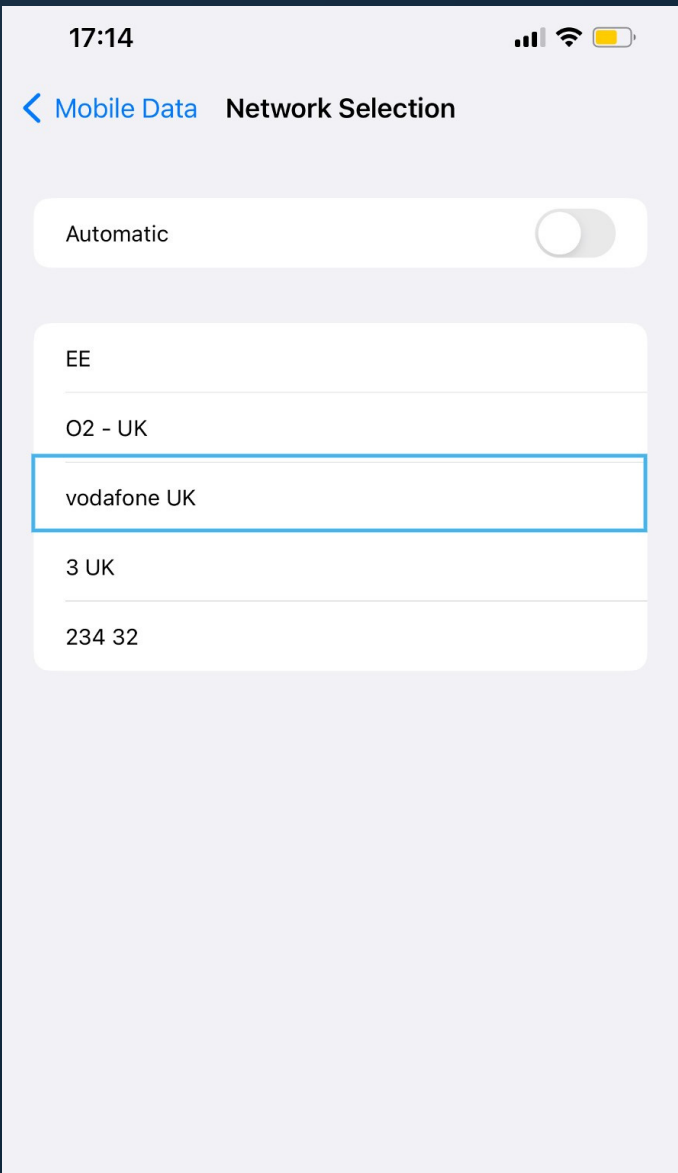 17:14
Mobile Data Network Selection
Automatic
EE
O2 - UK
vodafone UK
3 UK
234 32